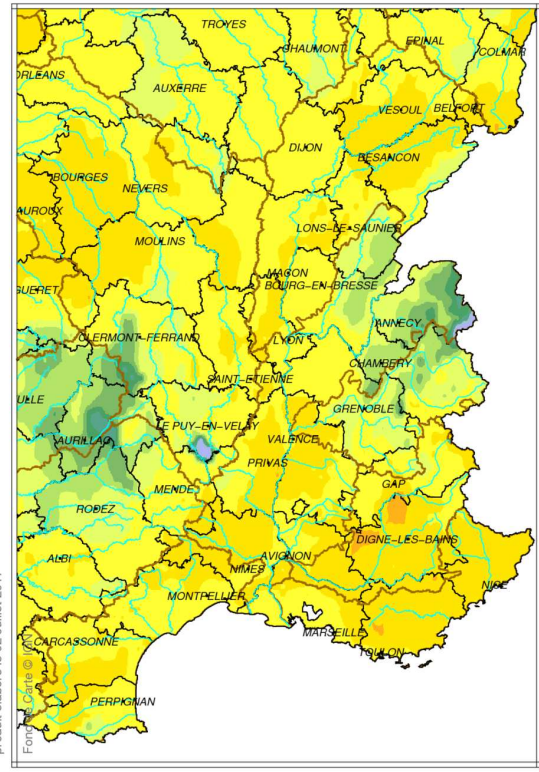 TROYES
CHAUMONT
EPINAL
COLMAR
ORLEANS
AUXERRE
VESOUL
BELFORT
DIJON
BESANCON
BOURGES
NEVERS
AUROUX
LONS-LE-SAUNIER
MOULINS
MACON
BOURG-EN-BRESSE
GUERET
ANNECY
CLERMONT-FERRAND
LYON
CHAMBERY
SAINT-ETIENNE
ULLE
GRENOBLE
LE PUY-EN-VELAY
AURILLAC
VALENCE
PRIVAS
GAP
MENDE
RODEZ
DIGNE-LES-BAINS
AVIGNON
ALBI
NIMES
NICE
MONTPELLIER
MARSEILLE
CARCASSONNE
TOULON
PERPIGNAN
Fond de Carte © IGN